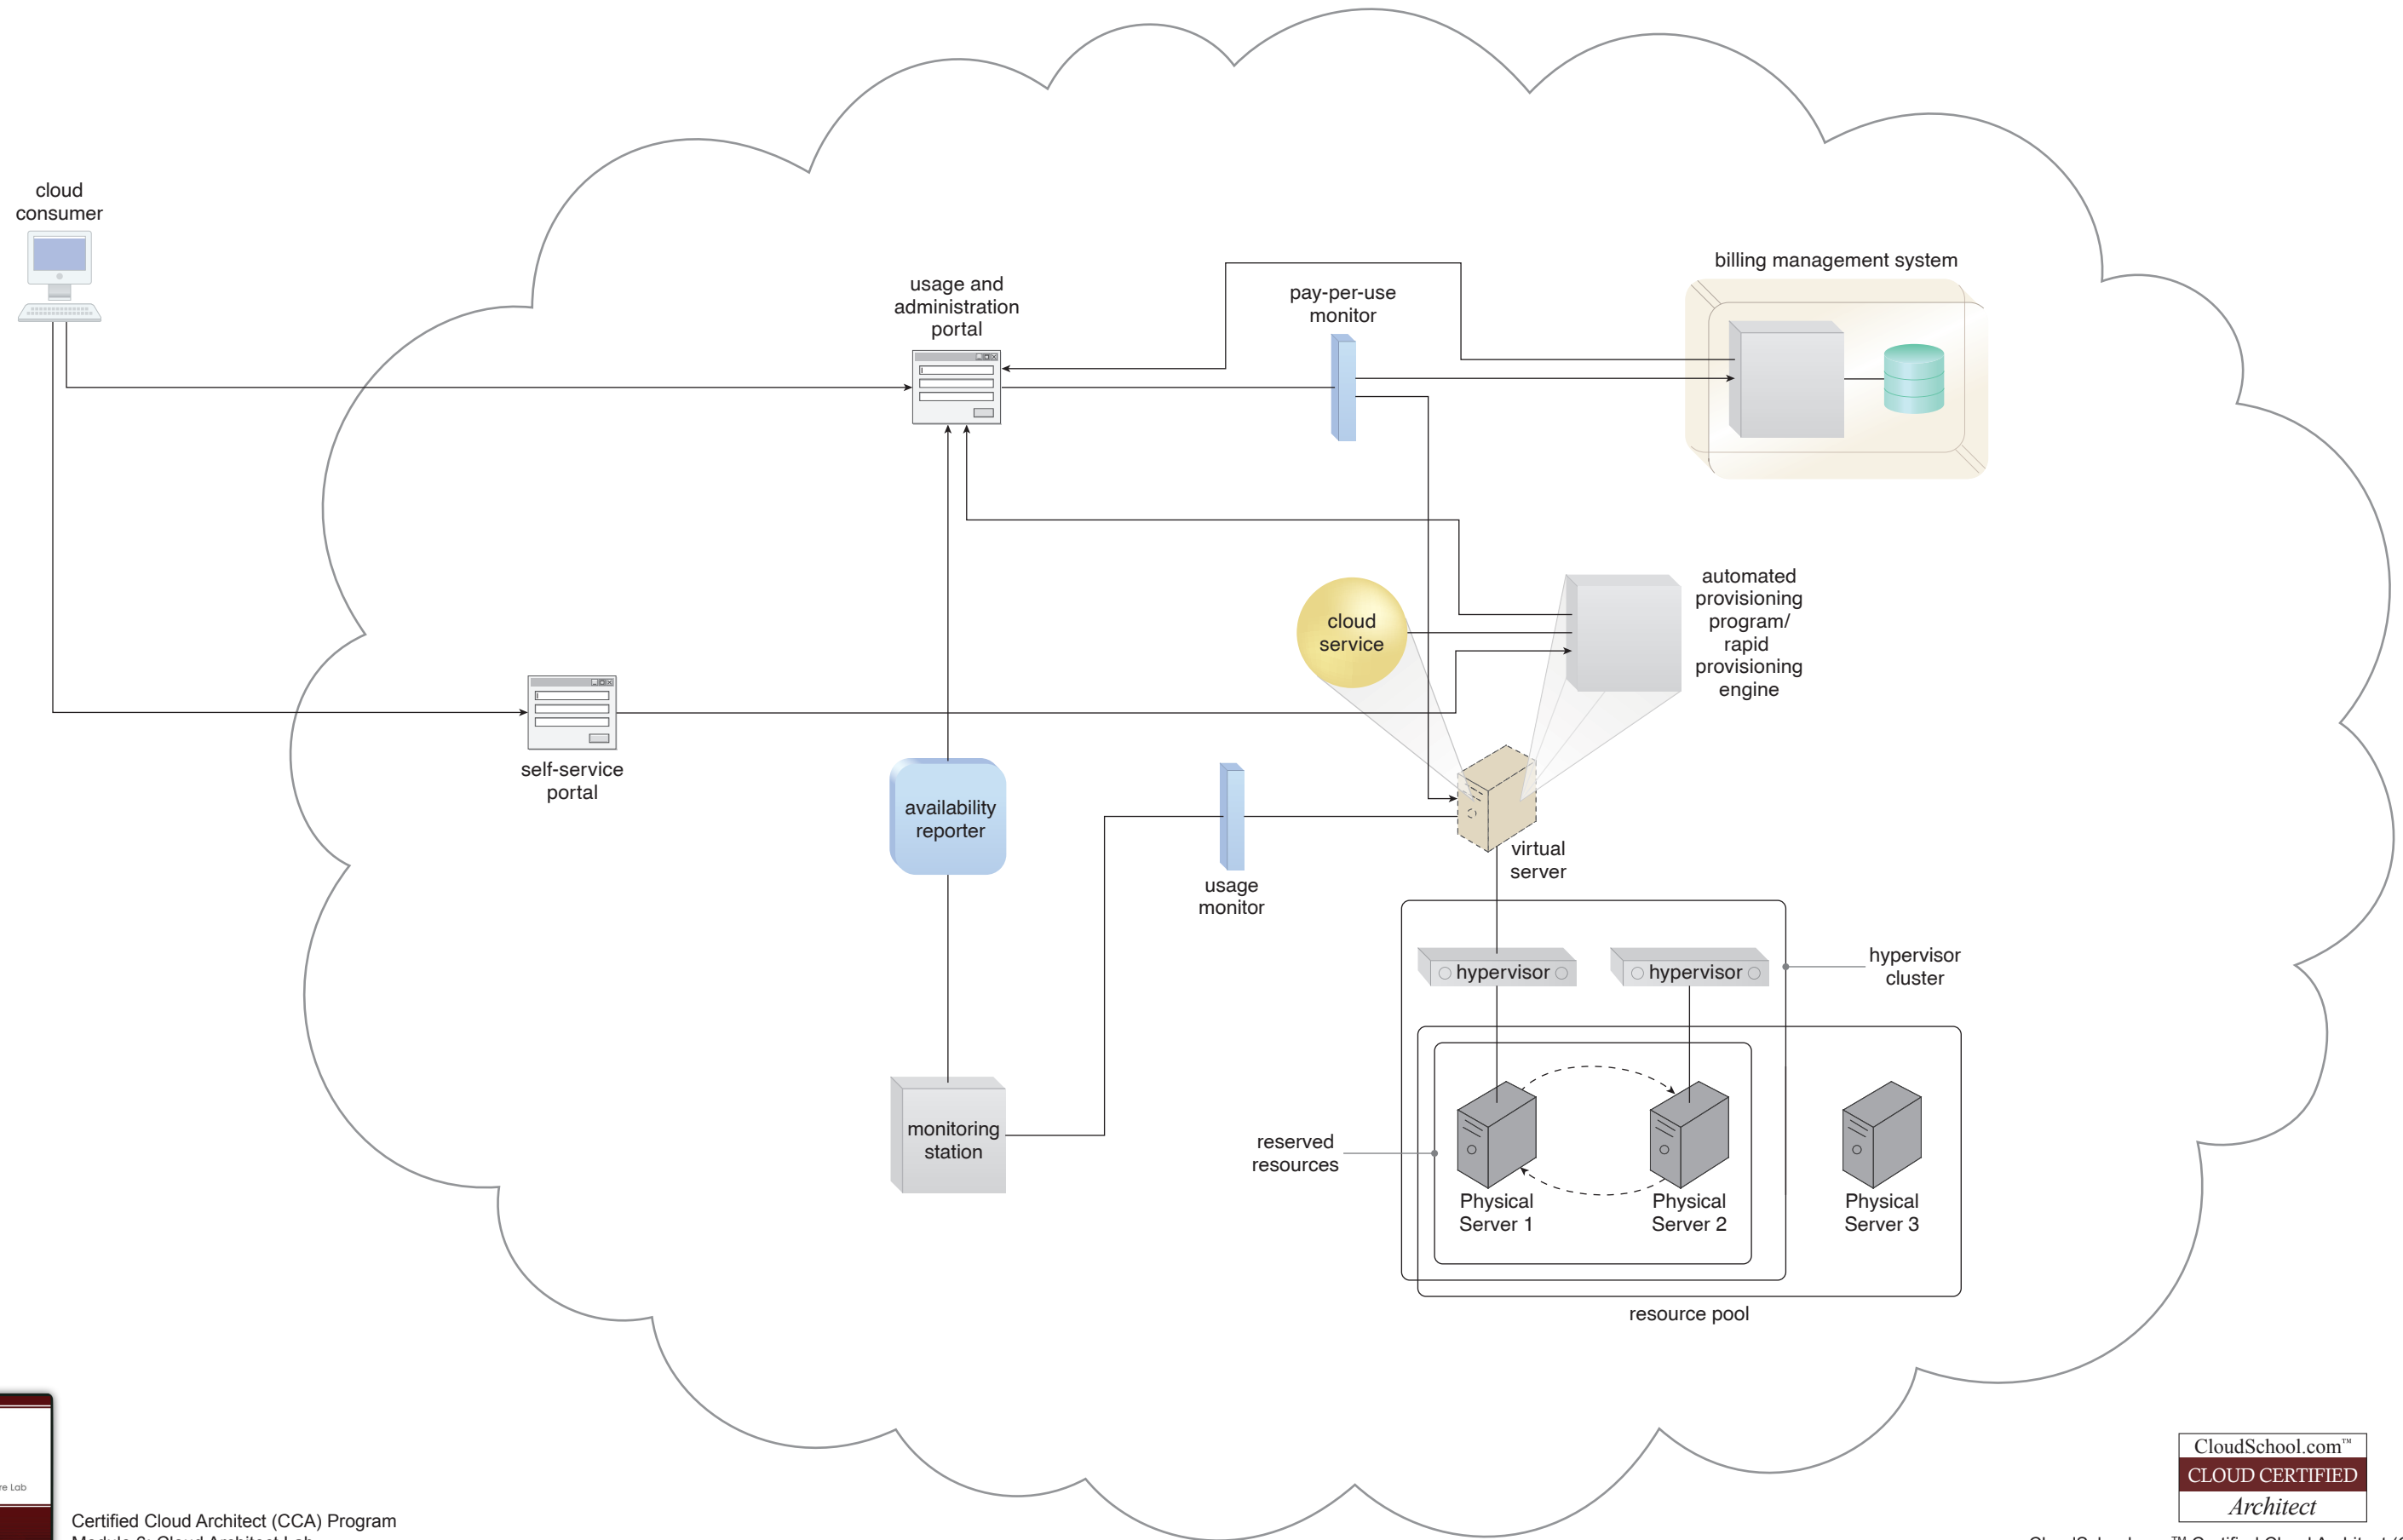 cloud
consumer
usage and
administration
portal
pay-per-use
monitor
billing management system
automated
provisioning
program/
rapid
provisioning
engine
cloud
service
self-service
portal
availability
reporter
usage
monitor
virtual
server
hypervisor
hypervisor
hypervisor
cluster
monitoring
station
reserved
resources
Physical
Server 1
Physical
Server 2
Physical
Server 3
resource pool
CloudSchool.com™
CLOUD CERTIFIED
Architect
Lab
Certified Cloud Architect (CCA) Program